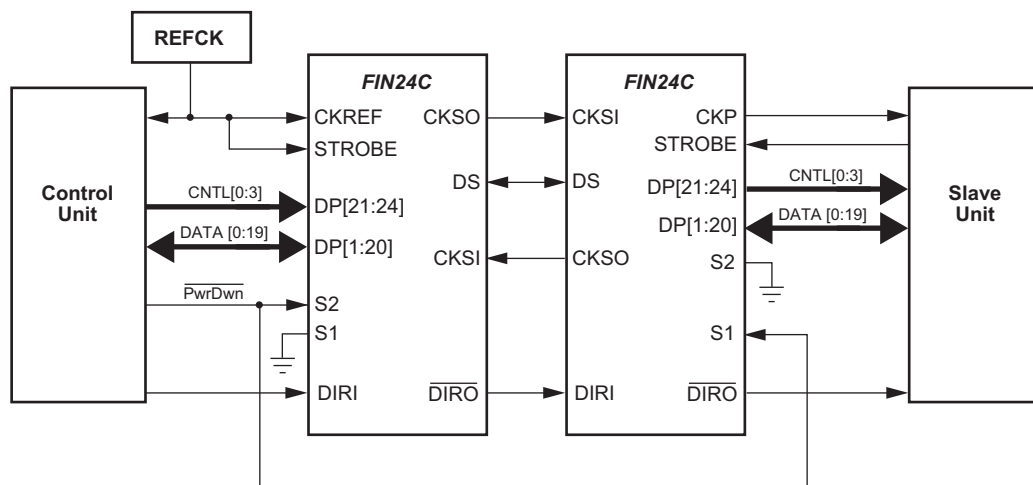 REFCK
FIN24C
FIN24C
CKREF
CKSO
CKSI
CKP
STROBE
STROBE
Control
Unit
CNTL[0:3]
DP[21:24]
DS
DS
DP[21:24]
CNTL[0:3]
Slave
Unit
DATA [0:19]
DP[1:20]
DP[1:20]
DATA [0:19]
CKSI
CKSO
S2
PwrDwn
S2
S1
S1
DIRI
DIRO
DIRI
DIRO